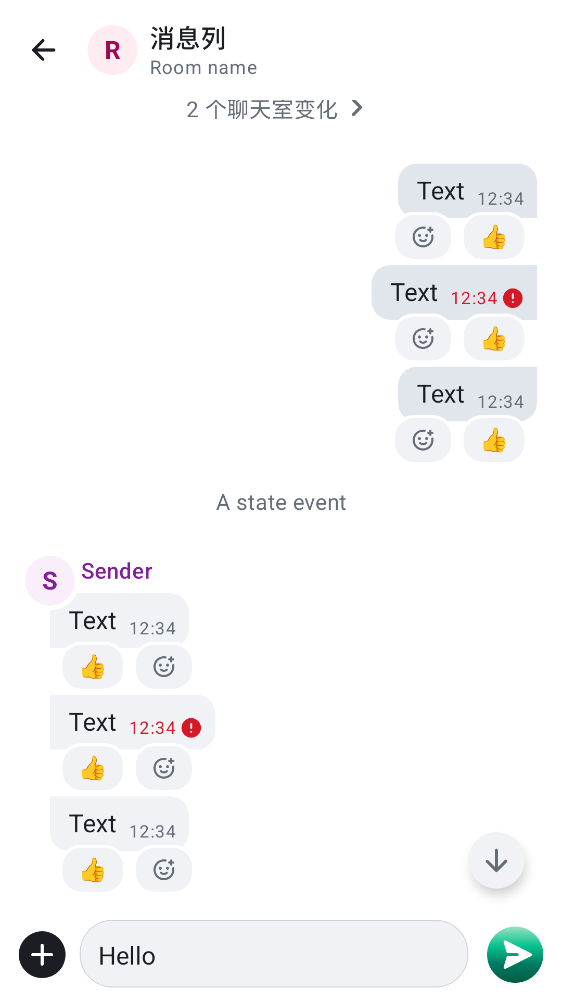 R
消息列
Room name
2 个聊天室变化
Text 12:34
👍
Text 12:34
👍
Text 12:34
👍
A state event
S
Sender
Text 12:34
👍
Text 12:34
👍
Text 12:34
👍
Hello